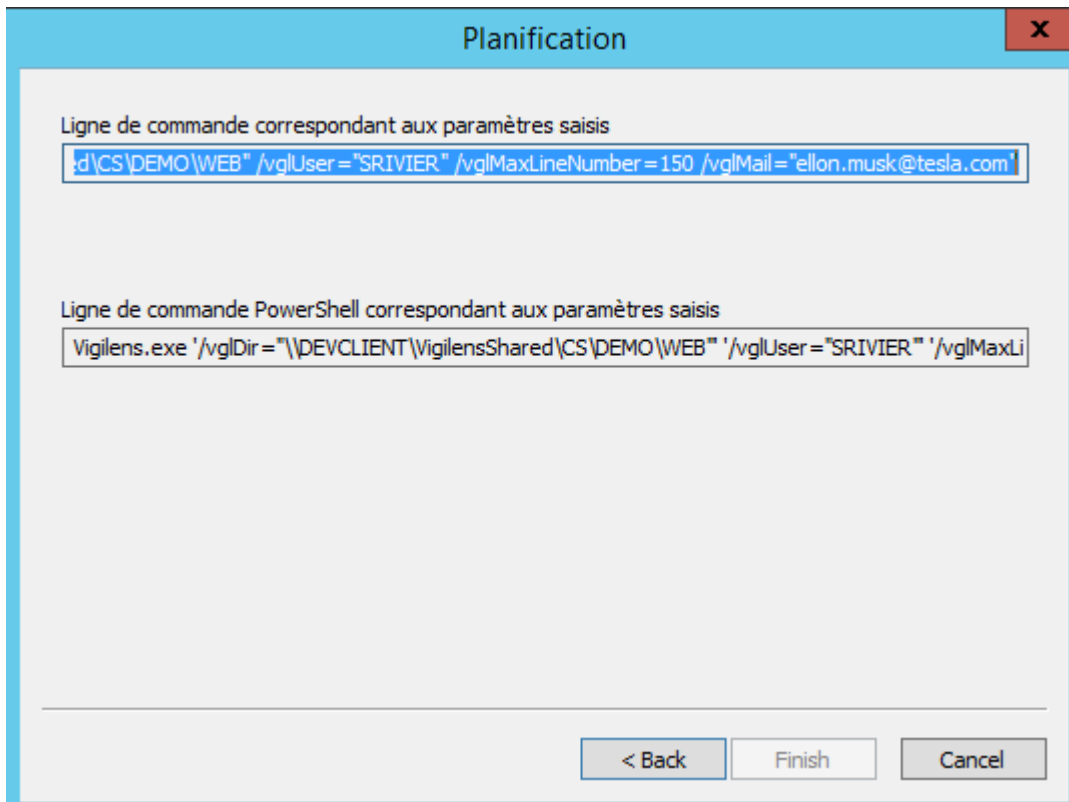 Planification
x
Ligne de commande correspondant aux paramètres saisis
ed\CS\DEMO\WEB" /vglUser="SRIVIER" /vglMaxLineNumber=150 /vglMail="ellon.musk@tesla.com"
Ligne de commande PowerShell correspondant aux paramètres saisis
Vigilens.exe '/vglDir="\\DEVCLIENT\VigilensShared\CS\DEMO\WEB"' '/vglUser="SRIVIER"' '/vglMaxLi
< Back Finish Cancel